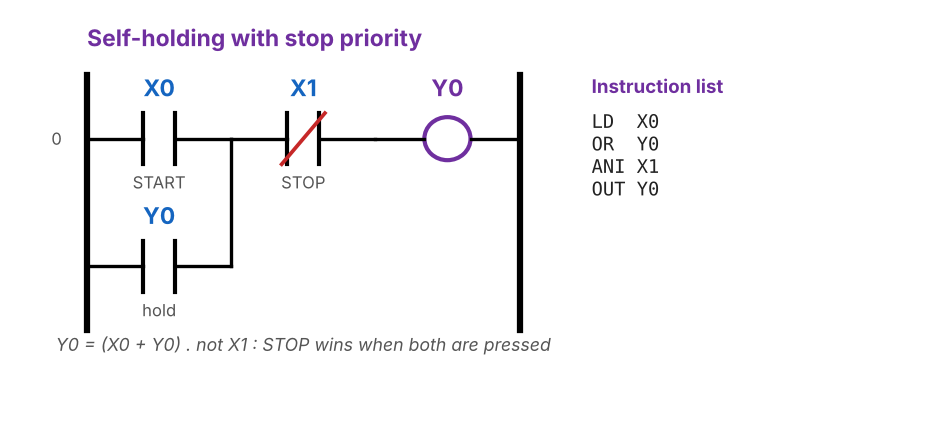 Self-holding with stop priority
X0 X1 Y0
Instruction list
0
START STOP
Y0
hold
LD X0
OR Y0
ANI X1
OUT Y0
Y0 = (X0 + Y0) . not X1 : STOP wins when both are pressed